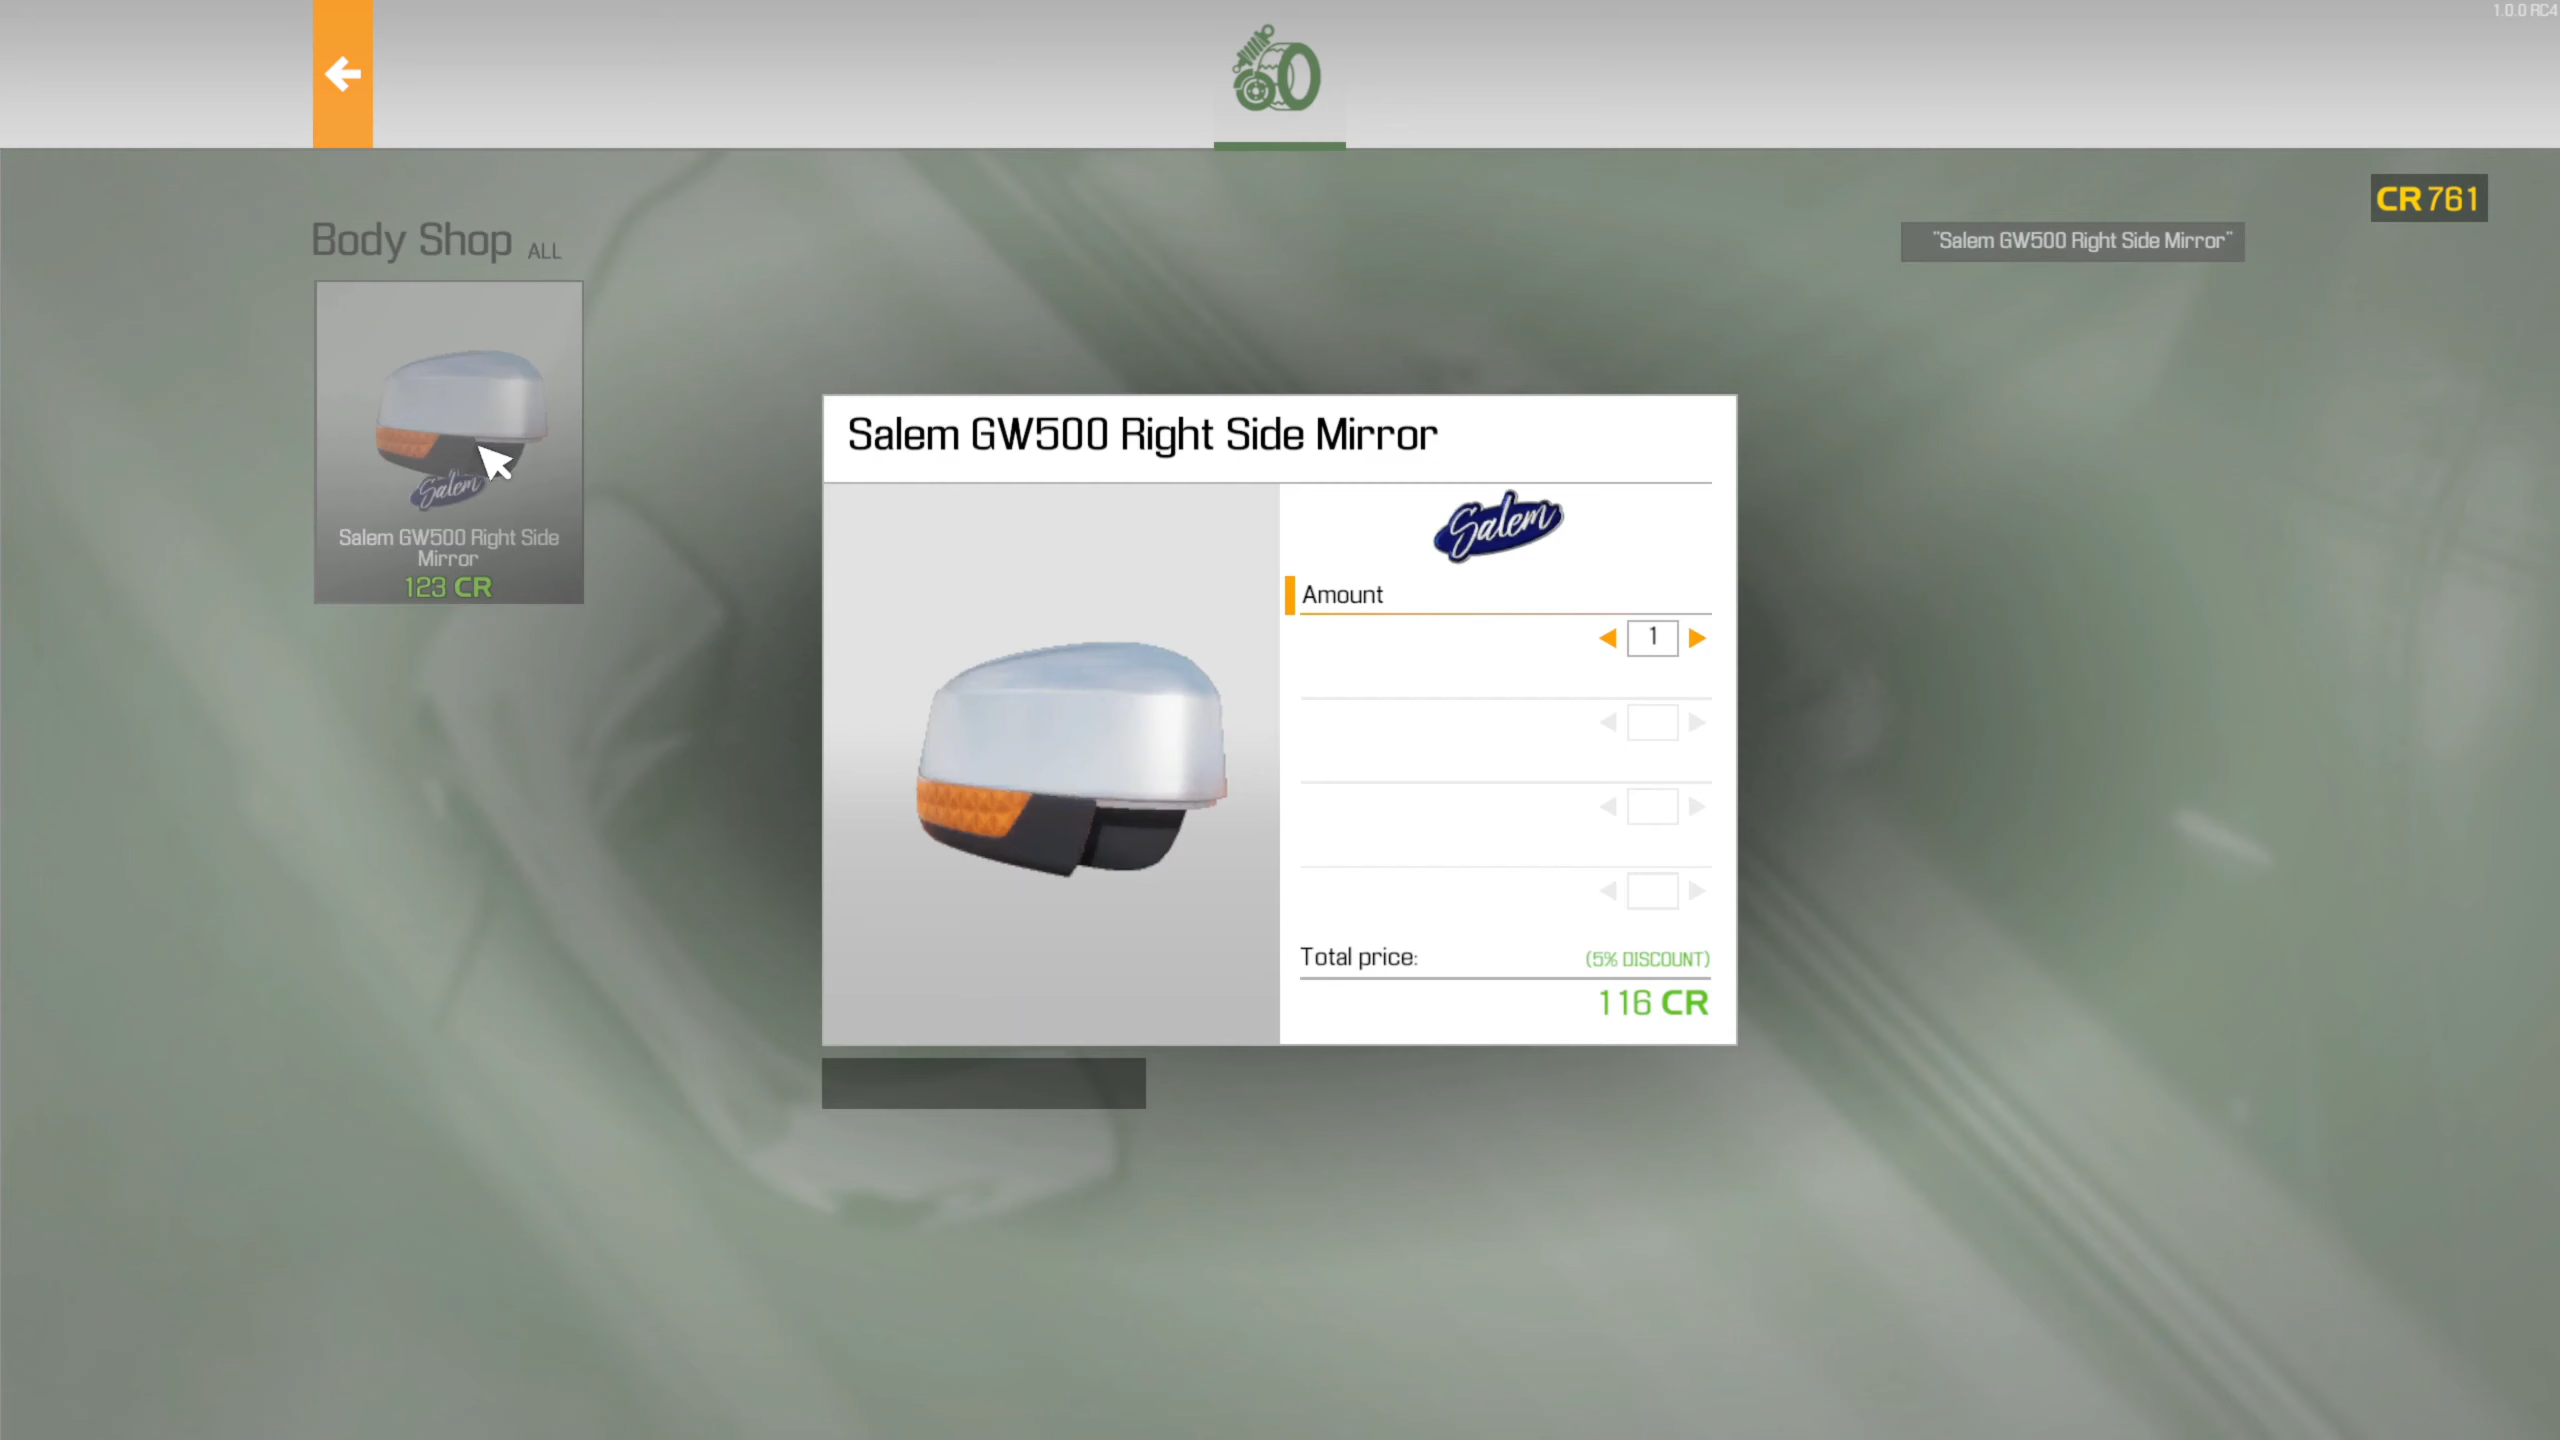 1.0.0 RC4
CR 761
Body Shop ALL
"Salem GW500 Right Side Mirror"
Salem
Salem GW500 Right Side
Mirror
123 CR
Salem GW500 Right Side Mirror
Salem
Amount
1
Total price:
(5% DISCOUNT)
116 CR